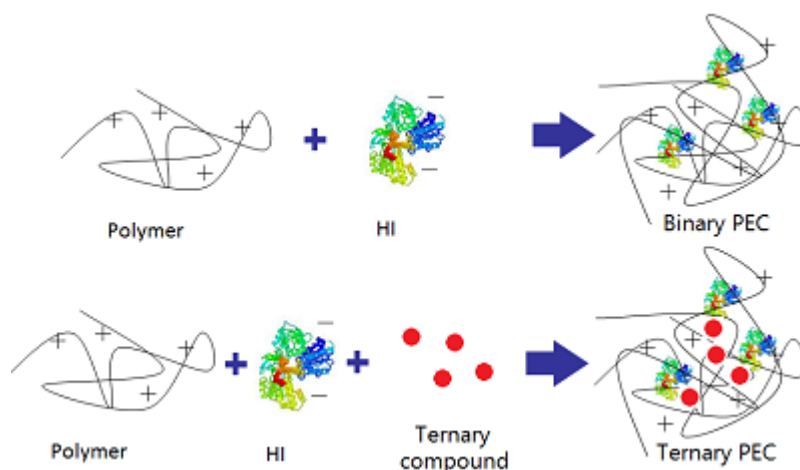 Polymer
HI
Binary PEC
Polymer
HI
Ternary
compound
Ternary PEC